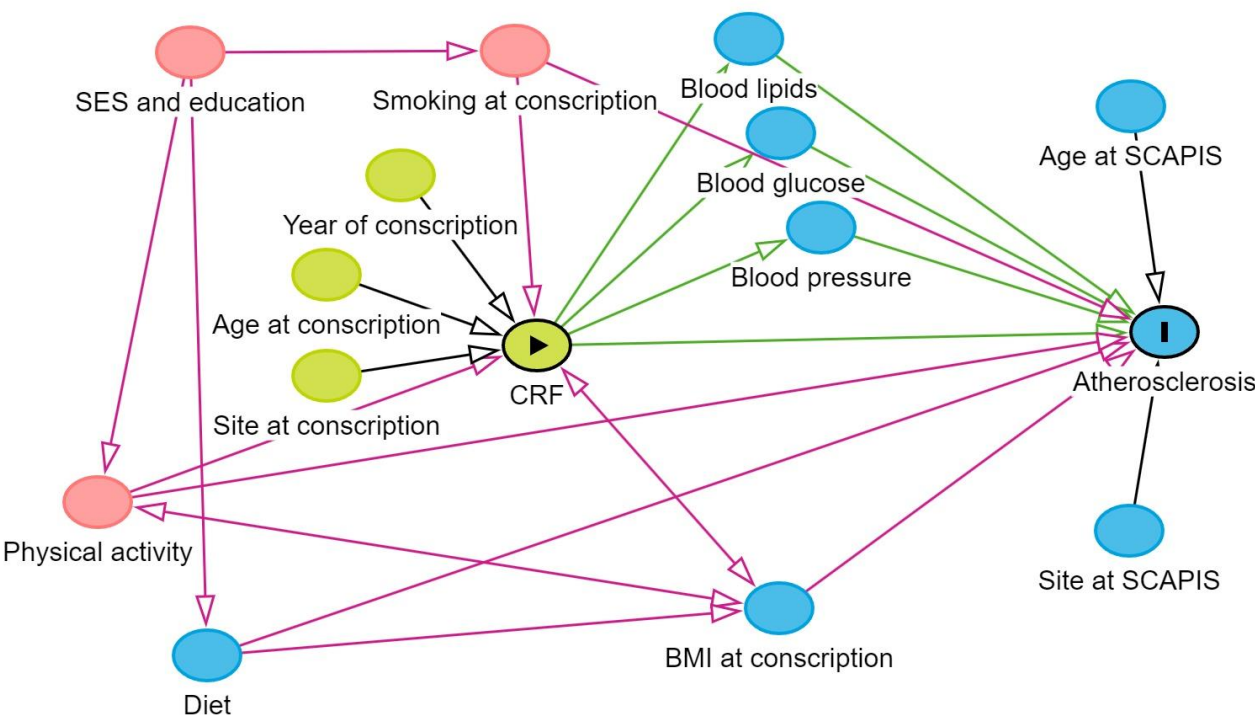 SES and education
Smoking at conscription
Blood lipids
Age at SCAPIS
Blood glucose
Year of conscription
Blood pressure
Age at conscription
CRF
Atherosclerosis
Site at conscription
Physical activity
Site at SCAPIS
BMI at conscription
Diet